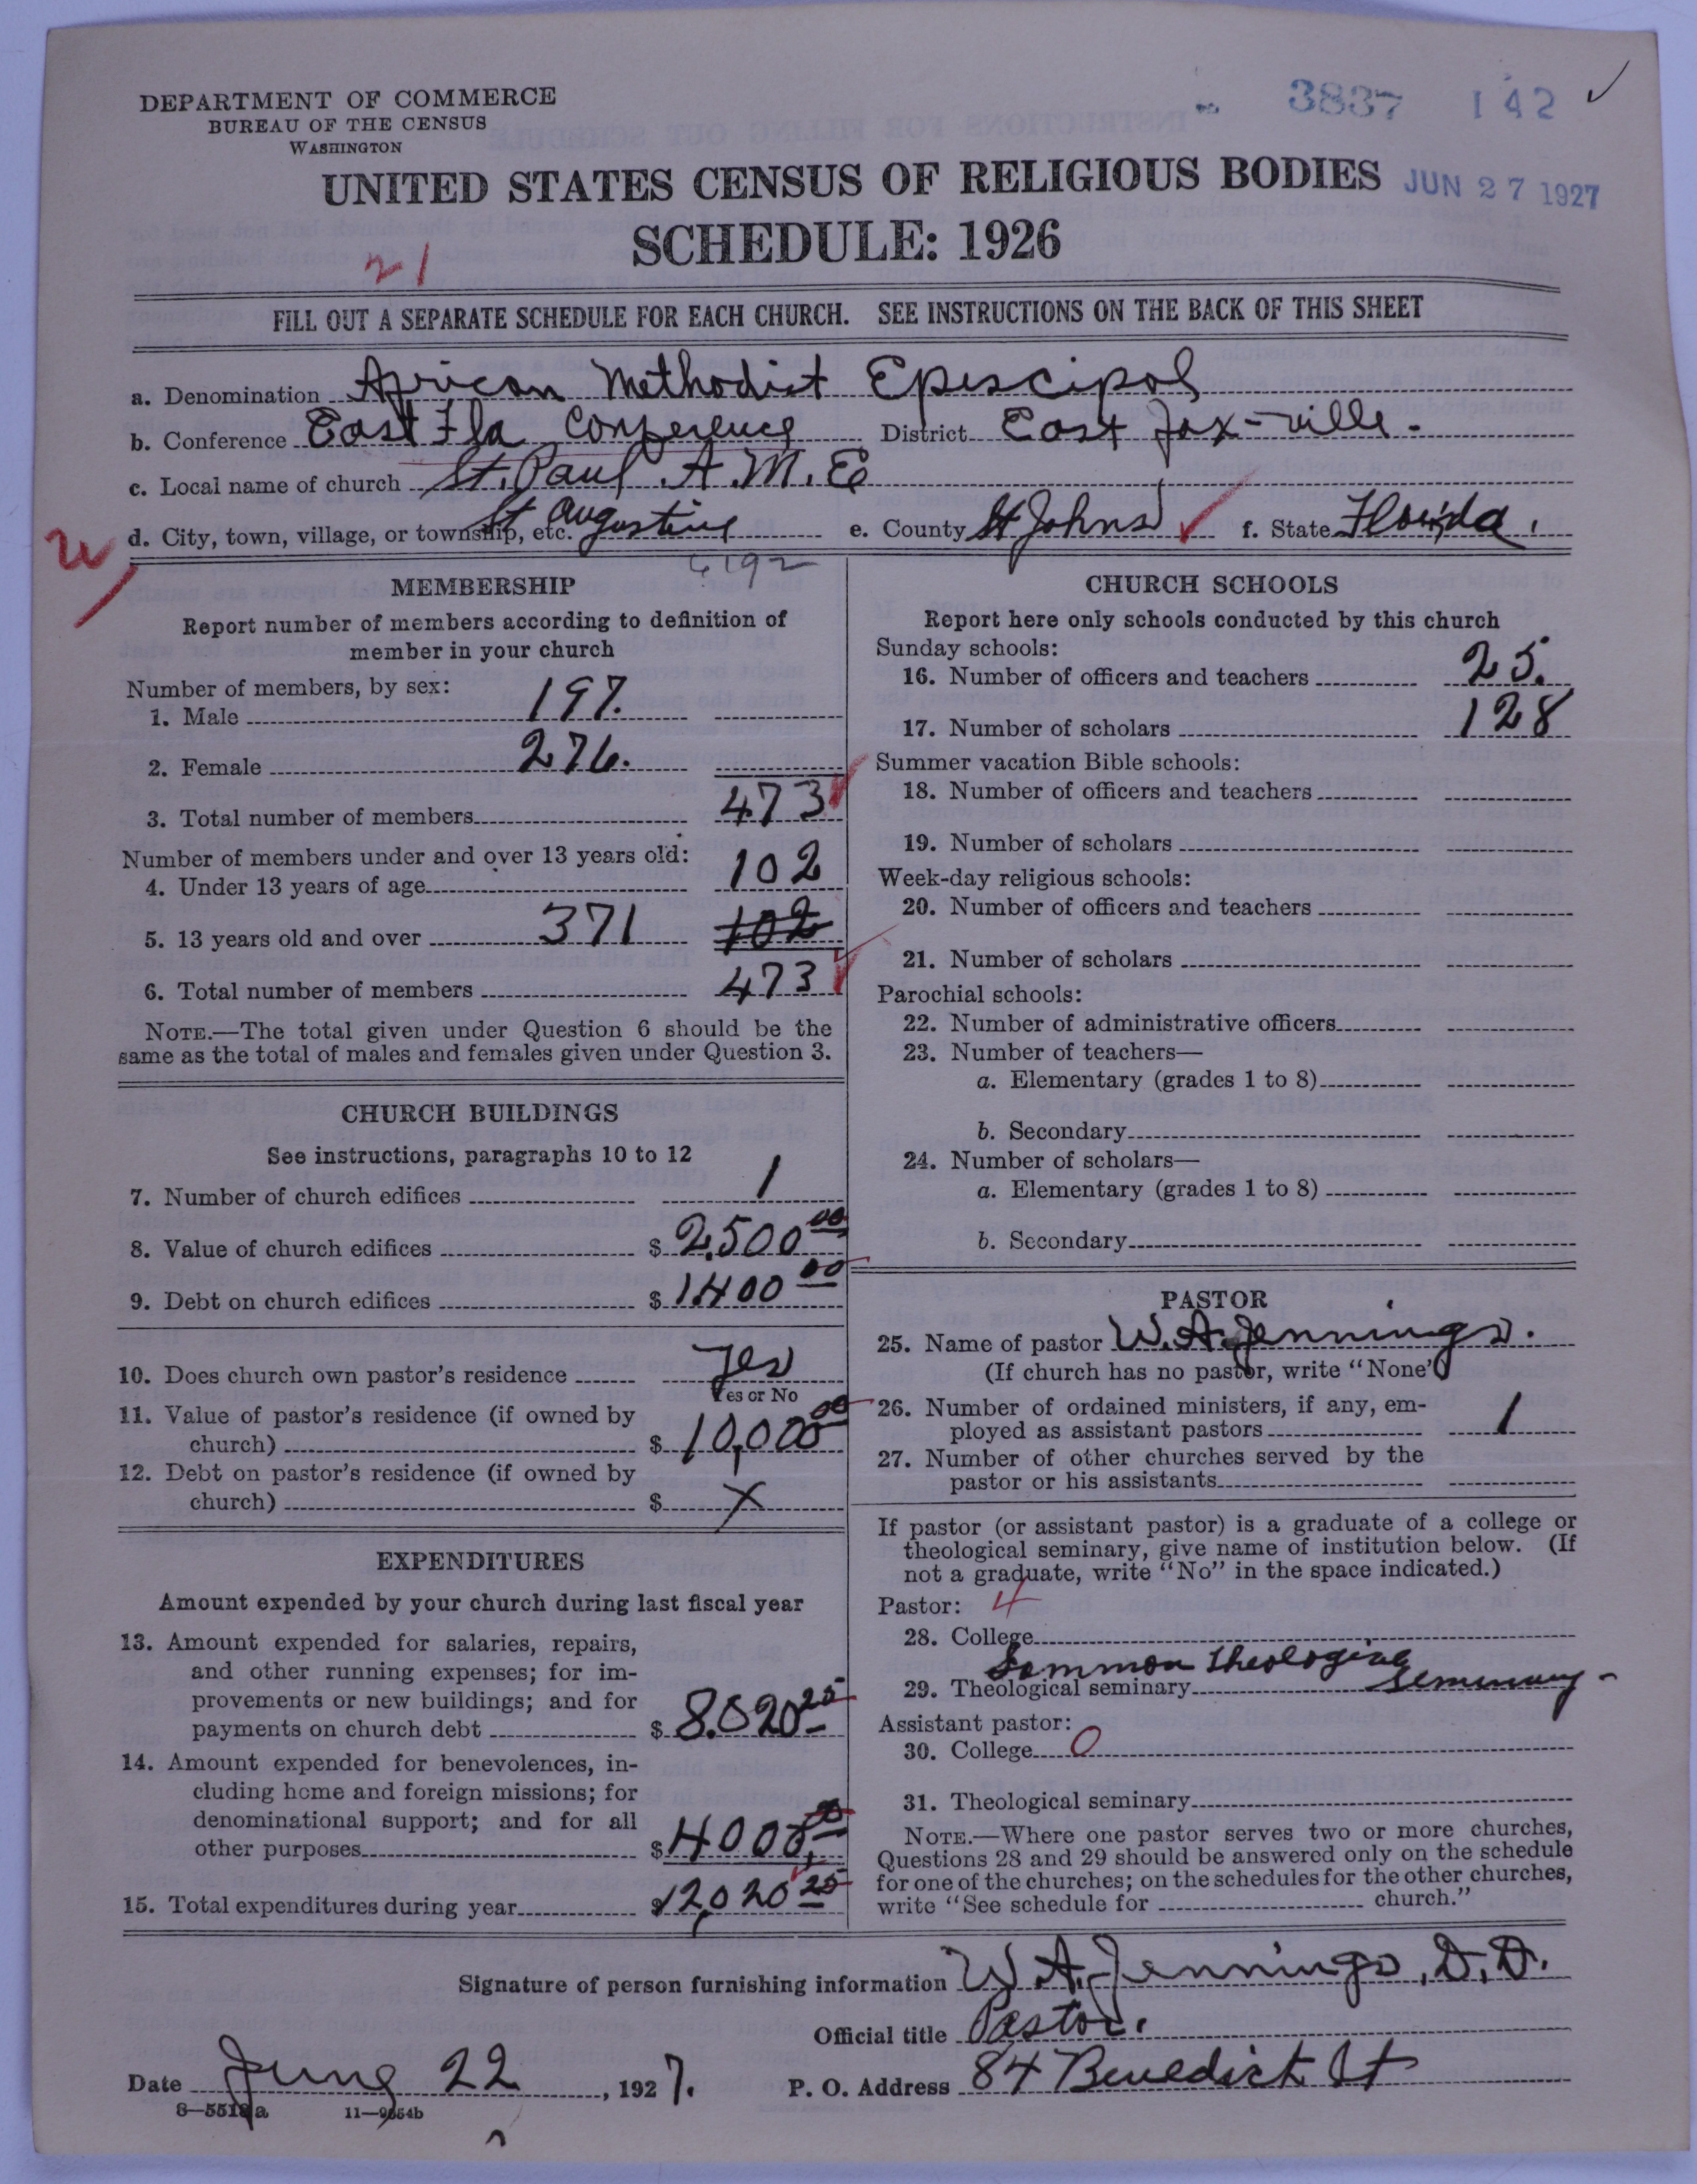 DEPARTMENT OF COMMERCE
BUREAU OF THE CENSUS
WASHINGTON
3837 142
UNITED STATES CENSUS OF RELIGIOUS BODIES
JUN 27 1927
SCHEDULE: 1926
21
FILL OUT A SEPARATE SCHEDULE FOR EACH CHURCH. SEE INSTRUCTIONS ON THE BACK OF THIS SHEET
a. Denomination African Methodist Episcipol
b. Conference East Fla Conference District East Jax-ville.
c. Local name of church St. Paul A.M.E
d. City, town, village, or township, etc. St Augustine e. County St Johns f. State Florida.
MEMBERSHIP
Report number of members according to definition of
member in your church
Number of members, by sex:
1. Male 197.
2. Female 276.
3. Total number of members 473
Number of members under and over 13 years old:
4. Under 13 years of age 102
5. 13 years old and over 371 102
6. Total number of members 473
NOTE.—The total given under Question 6 should be the
same as the total of males and females given under Question 3.
CHURCH BUILDINGS
See instructions, paragraphs 10 to 12
7. Number of church edifices 1
8. Value of church edifices $ 2,500 00
9. Debt on church edifices $ 1400 00
10. Does church own pastor's residence Yes
Yes or No
11. Value of pastor's residence (if owned by
church) $ 10,000 00
12. Debt on pastor's residence (if owned by
church) $ X
EXPENDITURES
Amount expended by your church during last fiscal year
13. Amount expended for salaries, repairs,
and other running expenses; for im-
provements or new buildings; and for
payments on church debt $ 8.020 25
14. Amount expended for benevolences, in-
cluding home and foreign missions; for
denominational support; and for all
other purposes $ 4000, 00
15. Total expenditures during year $ 12,020 25
CHURCH SCHOOLS
Report here only schools conducted by this church
Sunday schools:
16. Number of officers and teachers 25.
17. Number of scholars 128
Summer vacation Bible schools:
18. Number of officers and teachers
19. Number of scholars
Week-day religious schools:
20. Number of officers and teachers
21. Number of scholars
Parochial schools:
22. Number of administrative officers
23. Number of teachers—
a. Elementary (grades 1 to 8)
b. Secondary
24. Number of scholars—
a. Elementary (grades 1 to 8)
b. Secondary
PASTOR
25. Name of pastor W. A. Jennings.
(If church has no pastor, write "None")
26. Number of ordained ministers, if any, em-
ployed as assistant pastors 1
27. Number of other churches served by the
pastor or his assistants
If pastor (or assistant pastor) is a graduate of a college or
theological seminary, give name of institution below. (If
not a graduate, write "No" in the space indicated.)
Pastor: 4
28. College
29. Theological seminary Theological Seminary
Assistant pastor:
30. College 0
31. Theological seminary
NOTE.—Where one pastor serves two or more churches,
Questions 28 and 29 should be answered only on the schedule
for one of the churches; on the schedules for the other churches,
write "See schedule for church."
Signature of person furnishing information W. A. Jennings, D.D.
Official title Pastor.
Date June 22, 1927. P. O. Address 84 Benedict St
8—5518a 11—9654b